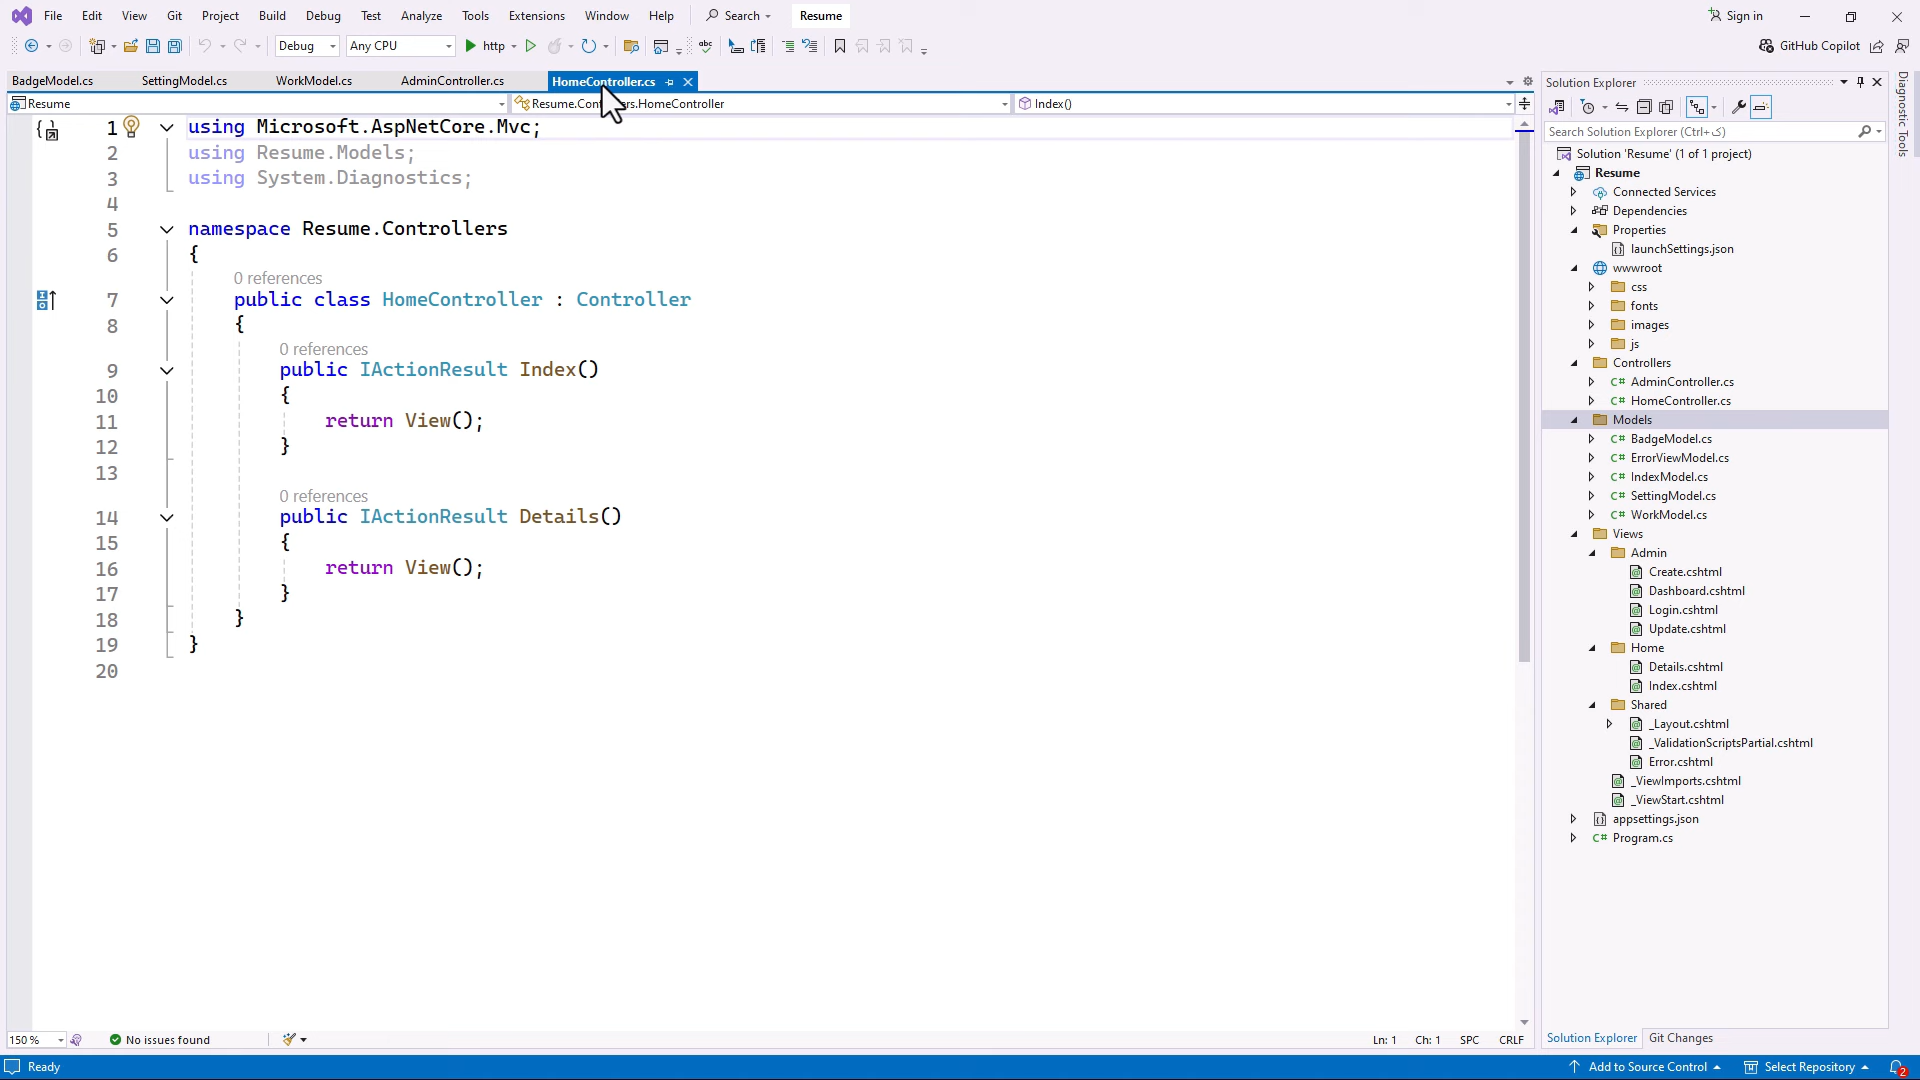 File Edit View Git Project Build Debug Test Analyze Tools Extensions Window Help Search Resume Sign in
Debug Any CPU http GitHub Copilot
BadgeModel.cs SettingModel.cs WorkModel.cs AdminController.cs HomeController.cs
Resume Index()
1 using Microsoft.AspNetCore.Mvc;
2 using Resume.Models;
3 using System.Diagnostics;
4
5 namespace Resume.Controllers
6 {
0 references
7 public class HomeController : Controller
8 {
0 references
9 public IActionResult Index()
10 {
11 return View();
12 }
13
0 references
14 public IActionResult Details()
15 {
16 return View();
17 }
18 }
19 }
20
150 % No issues found Ln: 1 Ch: 1 SPC CRLF
Solution Explorer
Search Solution Explorer (Ctrl+ک)
Solution 'Resume' (1 of 1 project)
Resume
Connected Services
Dependencies
Properties
launchSettings.json
wwwroot
css
fonts
images
js
Controllers
C# AdminController.cs
C# HomeController.cs
Models
C# BadgeModel.cs
C# ErrorViewModel.cs
C# IndexModel.cs
C# SettingModel.cs
C# WorkModel.cs
Views
Admin
Create.cshtml
Dashboard.cshtml
Login.cshtml
Update.cshtml
Home
Details.cshtml
Index.cshtml
Shared
_Layout.cshtml
_ValidationScriptsPartial.cshtml
Error.cshtml
_ViewImports.cshtml
_ViewStart.cshtml
appsettings.json
C# Program.cs
Solution Explorer Git Changes
Diagnostic Tools
Ready Add to Source Control Select Repository 2